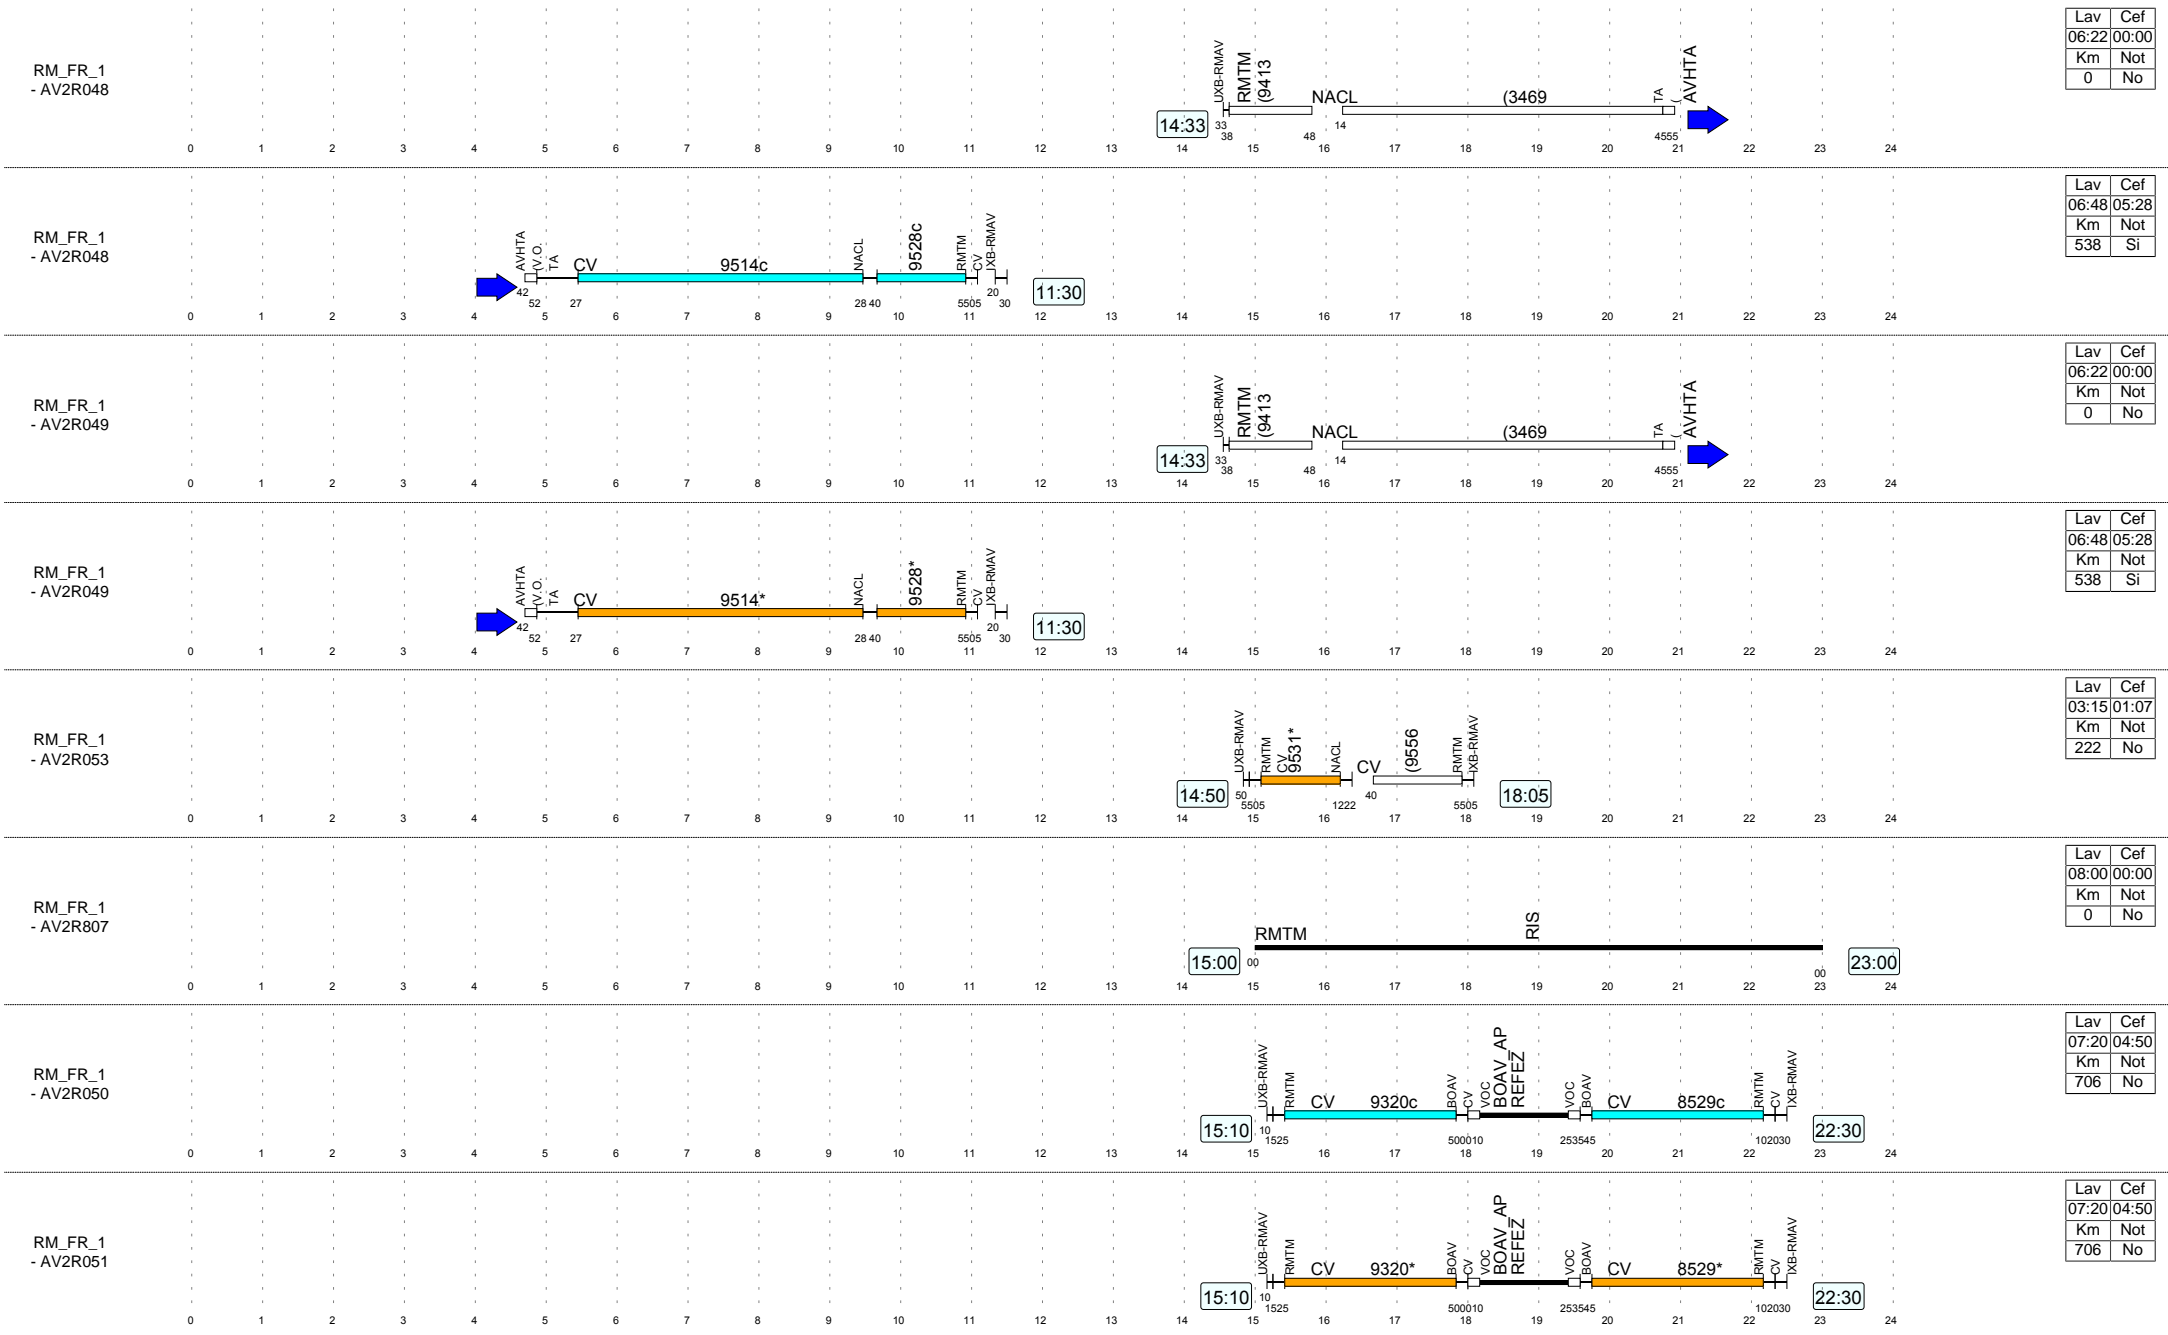 Lav Cef
06:22 00:00
Km Not
0 No
RM_FR_1
- AV2R048
UXB-RMAV RMTM (9413 NACL (3469 TA ( AVHTA
14:33 33 38 48 14 4555
0 1 2 3 4 5 6 7 8 9 10 11 12 13 14 15 16 17 18 19 20 21 22 23 24
Lav Cef
06:48 05:28
Km Not
538 Si
RM_FR_1
- AV2R048
AVHTA (V.O. TA CV 9514c NACL 9528c RMTM CV IXB-RMAV
42 52 27 28 40 5505 20 30 11:30
0 1 2 3 4 5 6 7 8 9 10 11 12 13 14 15 16 17 18 19 20 21 22 23 24
Lav Cef
06:22 00:00
Km Not
0 No
RM_FR_1
- AV2R049
UXB-RMAV RMTM (9413 NACL (3469 TA ( AVHTA
14:33 33 38 48 14 4555
0 1 2 3 4 5 6 7 8 9 10 11 12 13 14 15 16 17 18 19 20 21 22 23 24
Lav Cef
06:48 05:28
Km Not
538 Si
RM_FR_1
- AV2R049
AVHTA (V.O. TA CV 9514* NACL 9528* RMTM CV IXB-RMAV
42 52 27 28 40 5505 20 30 11:30
0 1 2 3 4 5 6 7 8 9 10 11 12 13 14 15 16 17 18 19 20 21 22 23 24
Lav Cef
03:15 01:07
Km Not
222 No
RM_FR_1
- AV2R053
UXB-RMAV RMTM CV 9531* NACL CV (9556 RMTM IXB-RMAV
14:50 50 5505 1222 40 5505 18:05
0 1 2 3 4 5 6 7 8 9 10 11 12 13 14 15 16 17 18 19 20 21 22 23 24
Lav Cef
08:00 00:00
Km Not
0 No
RM_FR_1
- AV2R807
RMTM RIS
15:00 00 00 23:00
0 1 2 3 4 5 6 7 8 9 10 11 12 13 14 15 16 17 18 19 20 21 22 23 24
Lav Cef
07:20 04:50
Km Not
706 No
RM_FR_1
- AV2R050
UXB-RMAV RMTM CV 9320c BOAV CV VOC BOAV_AP REFEZ VOC BOAV CV 8529c RMTM CV IXB-RMAV
15:10 10 1525 500010 253545 102030 22:30
0 1 2 3 4 5 6 7 8 9 10 11 12 13 14 15 16 17 18 19 20 21 22 23 24
Lav Cef
07:20 04:50
Km Not
706 No
RM_FR_1
- AV2R051
UXB-RMAV RMTM CV 9320* BOAV CV VOC BOAV_AP REFEZ VOC BOAV CV 8529* RMTM CV IXB-RMAV
15:10 10 1525 500010 253545 102030 22:30
0 1 2 3 4 5 6 7 8 9 10 11 12 13 14 15 16 17 18 19 20 21 22 23 24